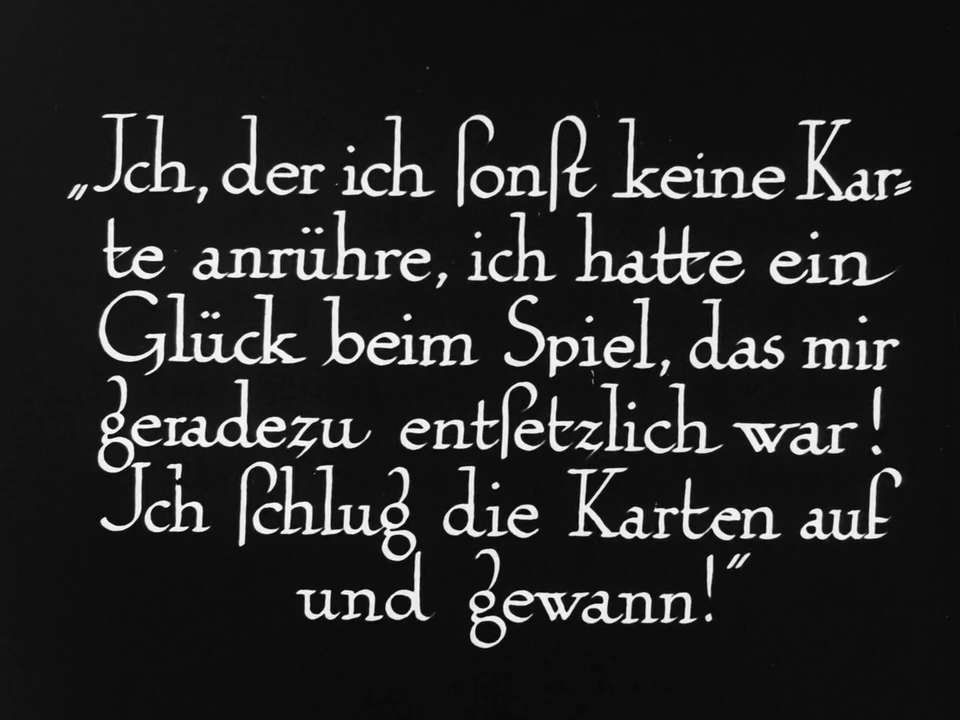 „Ich, der ich ſonſt keine Kar⸗
te anrühre, ich hatte ein
Glück beim Spiel, das mir
geradezu entſetzlich war!
Ich ſchlug die Karten auf
und gewann!“